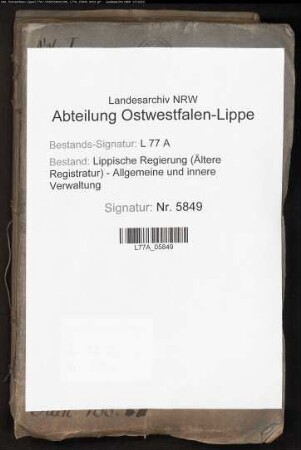 Landesarchiv NRW
Abteilung Ostwestfalen-Lippe
Bestands-Signatur: L 77 A
Bestand: Lippische Regierung (Ältere
Registratur) - Allgemeine und innere
Verwaltung
Signatur: Nr. 5849
L77A_05849